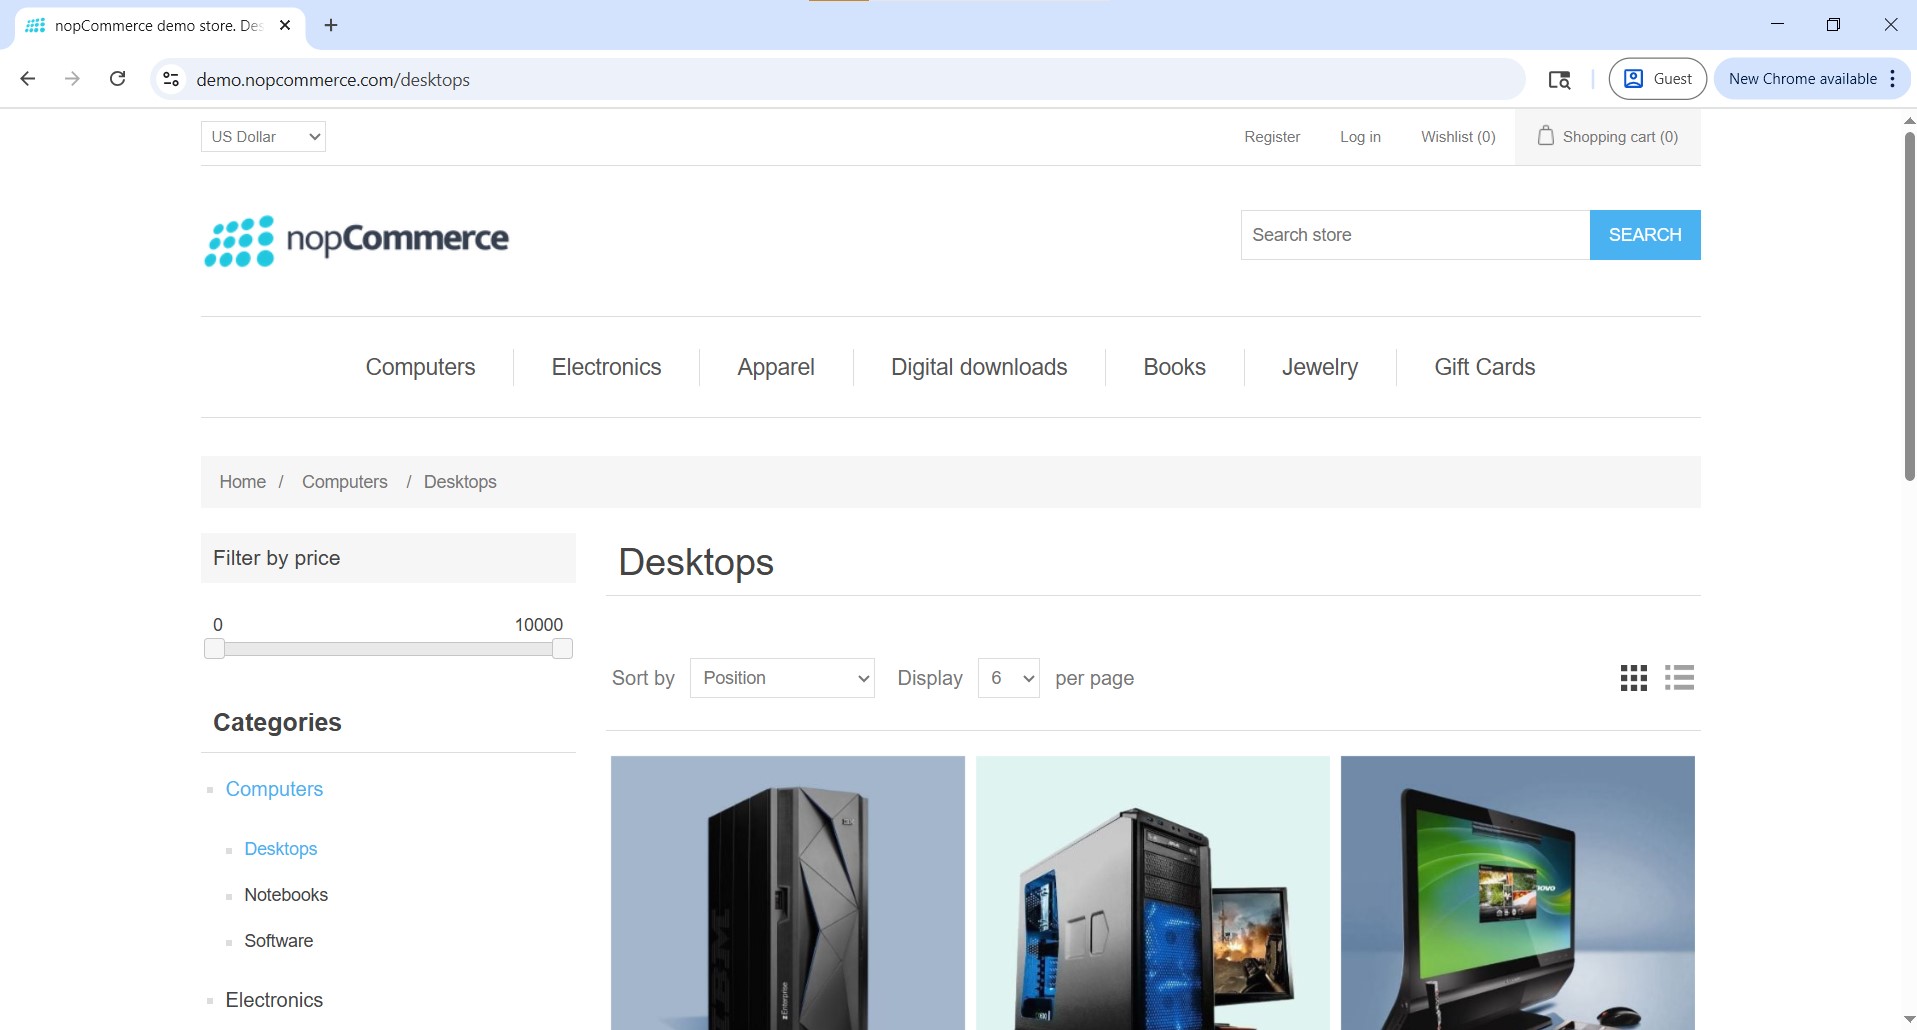 nopCommerce demo store. Des
demo.nopcommerce.com/desktops
Guest
New Chrome available
US Dollar
Register
Log in
Wishlist (0)
Shopping cart (0)
nopCommerce
Search store
SEARCH
Computers
Electronics
Apparel
Digital downloads
Books
Jewelry
Gift Cards
Home / Computers / Desktops
Filter by price
0
10000
Categories
Computers
Desktops
Notebooks
Software
Electronics
Desktops
Sort by
Position
Display
6
per page
IBM
zEnterprise